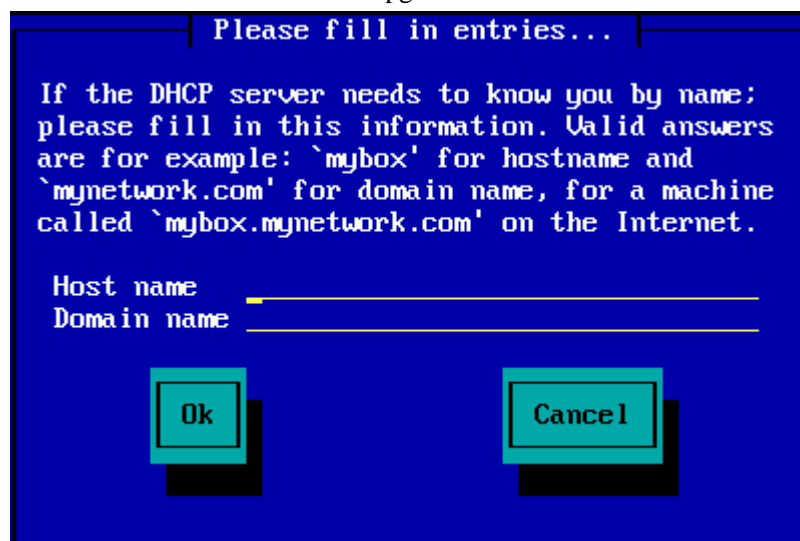 Please fill in entries...
If the DHCP server needs to know you by name;
please fill in this information. Valid answers
are for example: `mybox' for hostname and
`mynetwork.com' for domain name, for a machine
called `mybox.mynetwork.com' on the Internet.
Host name
Domain name
Ok Cancel